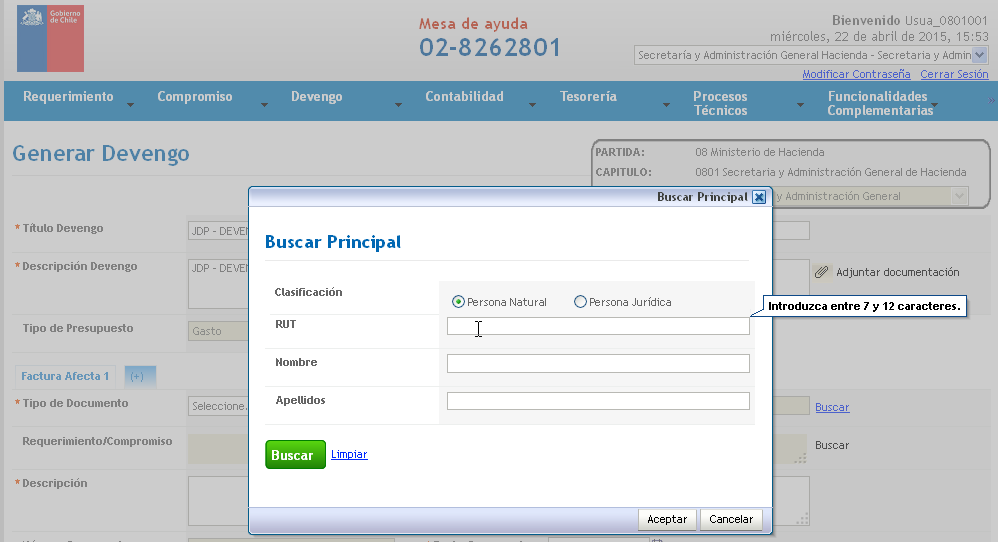 Gobierno
de Chile
Mesa de ayuda
02-8262801
Bienvenido Usua_0801001
miércoles, 22 de abril de 2015, 15:53
Secretaría y Administración General Hacienda - Secretaria y Admin
Modificar Contraseña Cerrar Sesión
Requerimiento Compromiso Devengo Contabilidad Tesorería Procesos Técnicos Funcionalidades Complementarias
Generar Devengo
PARTIDA: 08 Ministerio de Hacienda
CAPITULO: 0801 Secretaria y Administración General de Hacienda
y Administración General
Buscar Principal
* Título Devengo JDP - DEVEN
Buscar Principal
* Descripción Devengo JDP - DEVEN
Adjuntar documentación
Clasificación Persona Natural Persona Jurídica
Introduzca entre 7 y 12 caracteres.
Tipo de Presupuesto Gasto
RUT
Nombre
Factura Afecta 1 (+)
Apellidos
* Tipo de Documento Seleccione. Buscar
Requerimiento/Compromiso Buscar
Buscar Limpiar
* Descripción
Aceptar Cancelar